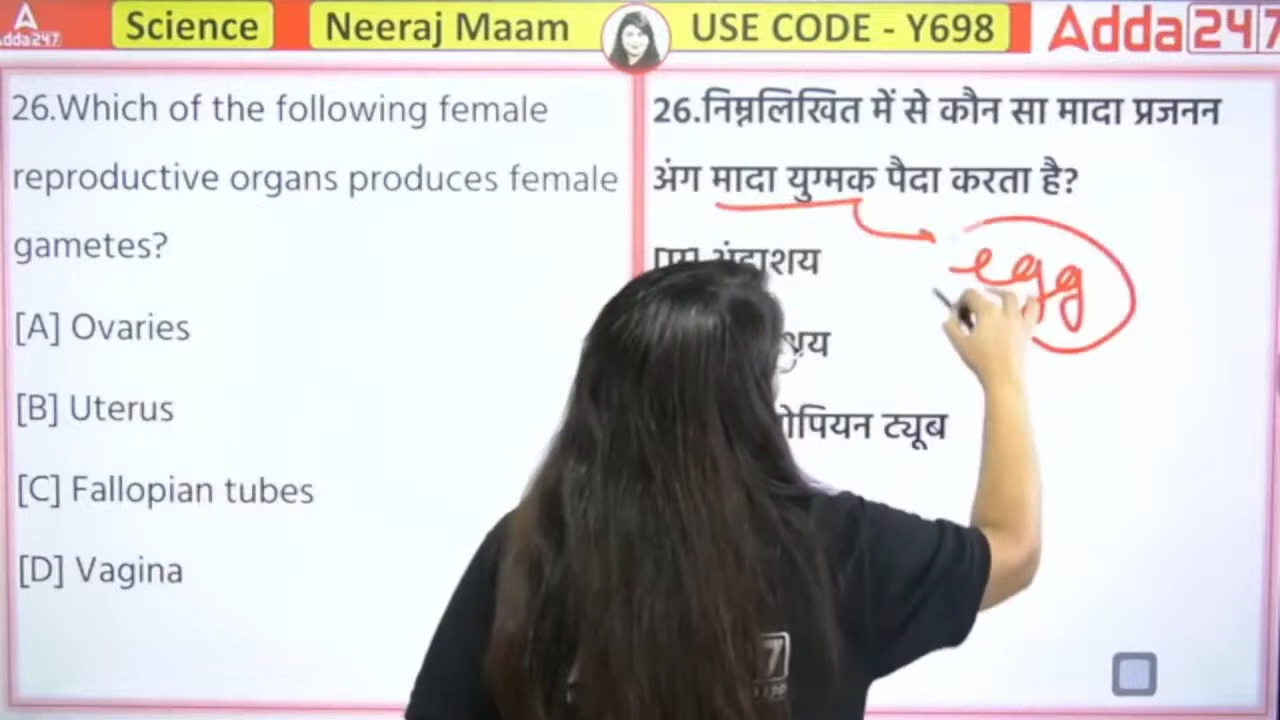 Adda247
Science
Neeraj Maam
USE CODE - Y698
Adda247
26.Which of the following female
reproductive organs produces female
gametes?
[A] Ovaries
[B] Uterus
[C] Fallopian tubes
[D] Vagina
26.निम्नलिखित में से कौन सा मादा प्रजनन
अंग मादा युग्मक पैदा करता है?
egg
ट्यूब
7